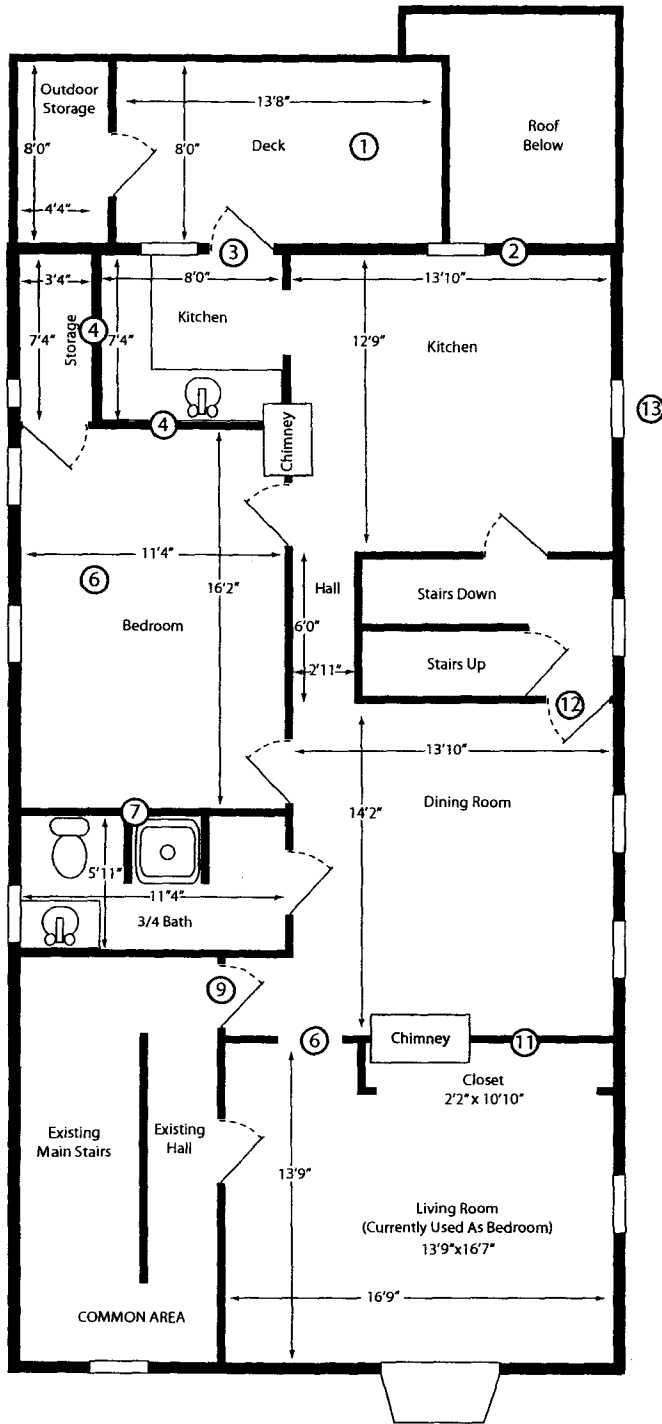 Outdoor
Storage
13'8"
Deck
1
8'0"
8'0"
4'4"
Roof
Below
3
2
3'4"
8'0"
13'10"
Kitchen
7'4"
Storage
4
7'4"
12'9"
Kitchen
13
4
Chimney
11'4"
6
16'2"
Bedroom
Hall
6'0"
2'11"
Stairs Down
Stairs Up
12
13'10"
14'2"
Dining Room
7
5'11"
11"4"
3/4 Bath
9
6
Chimney
11
Closet
2'2" x 10'10"
Existing
Main Stairs
Existing
Hall
13'9"
Living Room
(Currently Used As Bedroom)
13'9"x16'7"
16'9"
COMMON AREA